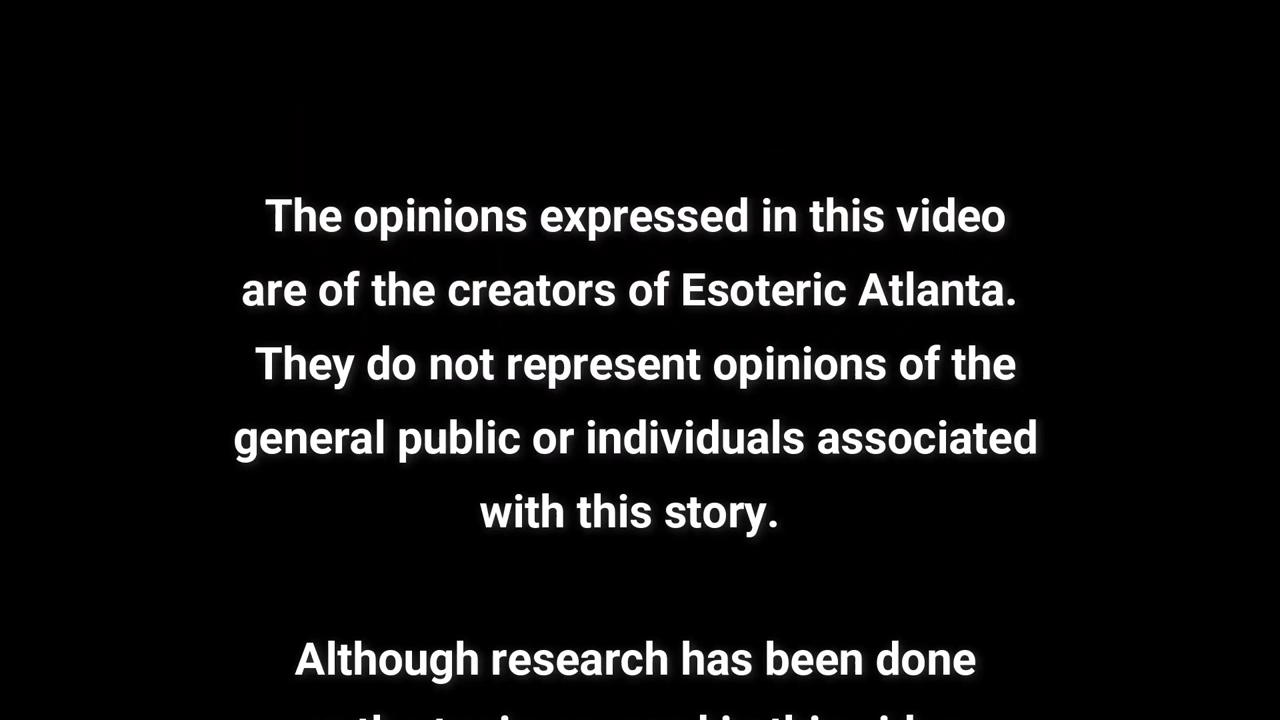 The opinions expressed in this video
are of the creators of Esoteric Atlanta.
They do not represent opinions of the
general public or individuals associated
with this story.
Although research has been done